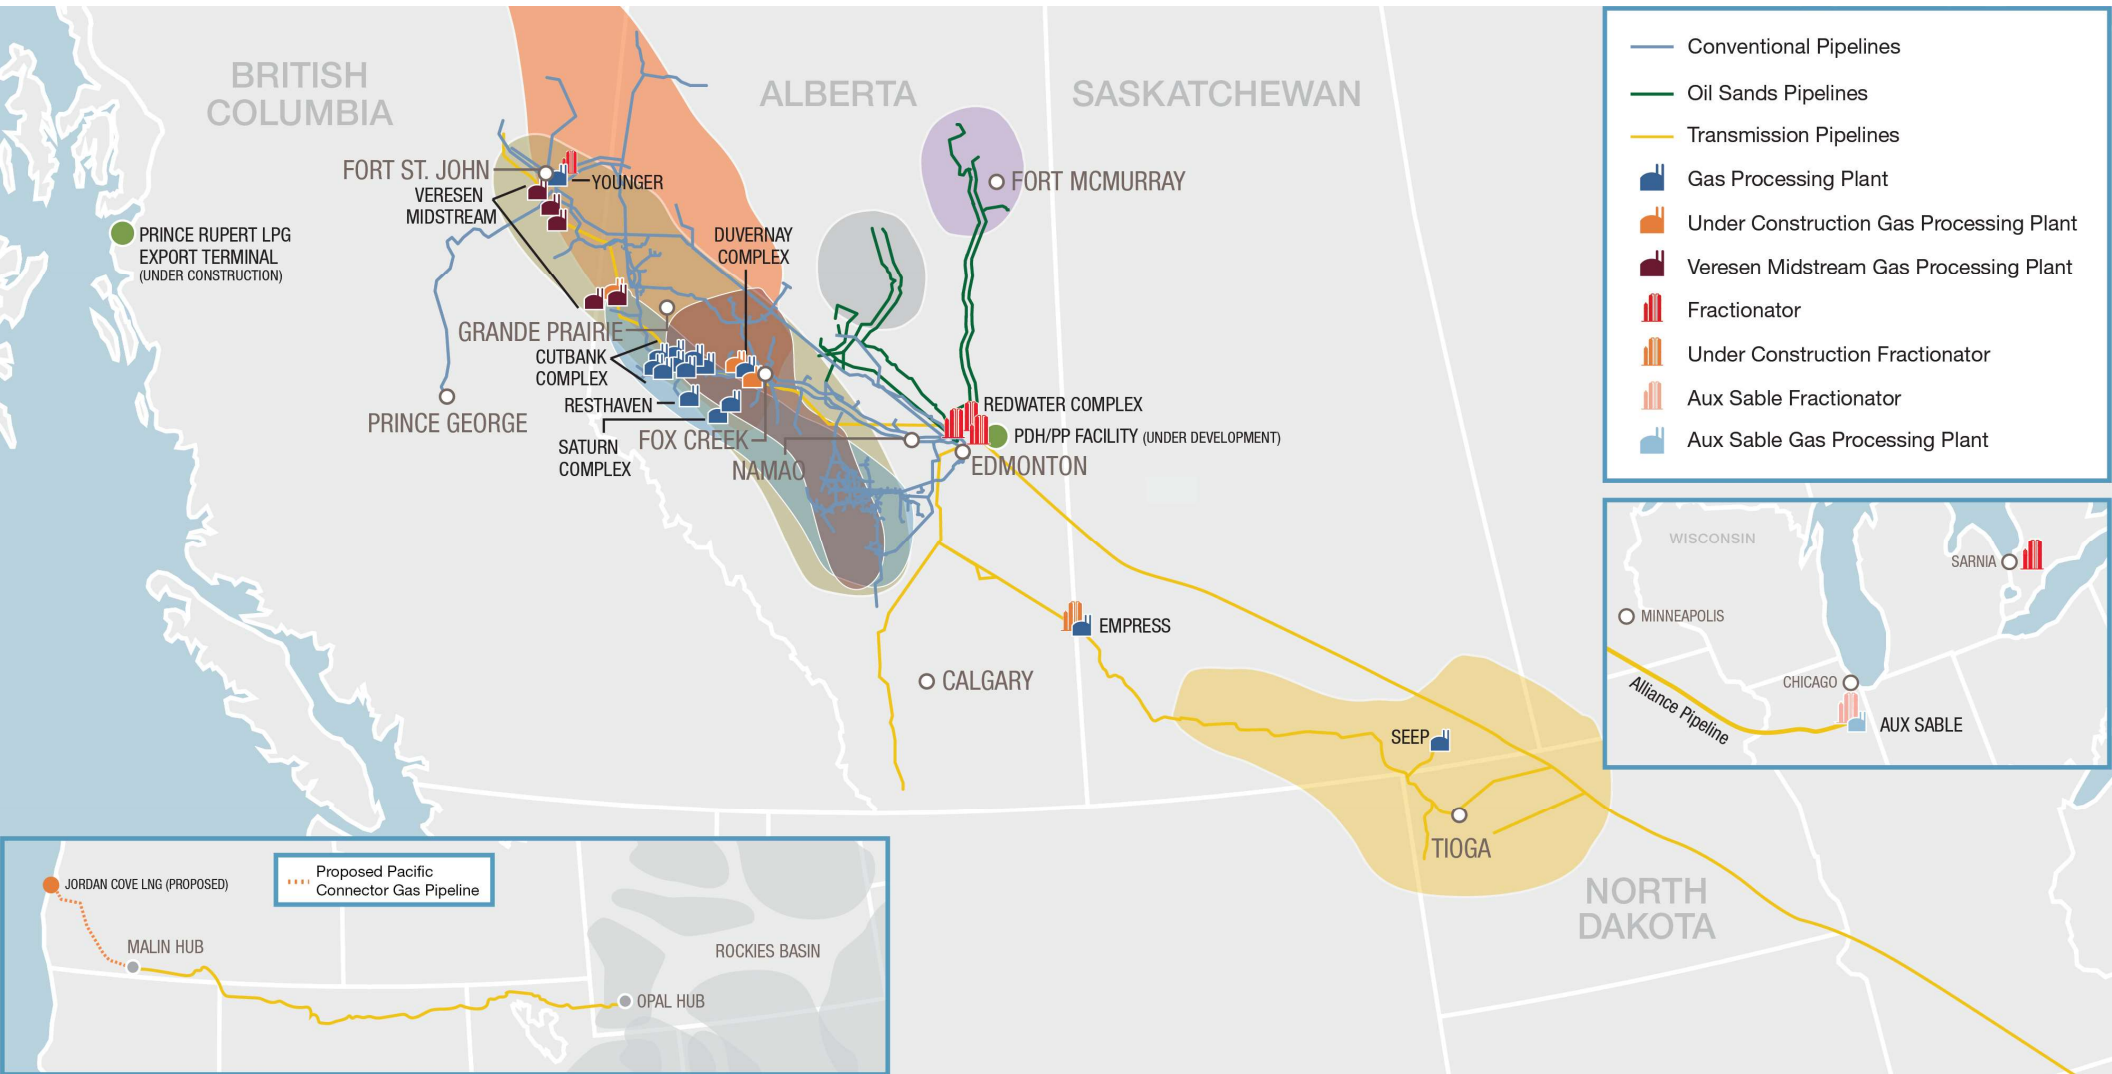 BRITISH
COLUMBIA
ALBERTA
SASKATCHEWAN
FORT ST. JOHN
VERESEN
MIDSTREAM
YOUNGER
FORT MCMURRAY
PRINCE RUPERT LPG
EXPORT TERMINAL
(UNDER CONSTRUCTION)
DUVERNAY
COMPLEX
GRANDE PRAIRIE
CUTBANK
COMPLEX
RESTHAVEN
PRINCE GEORGE
SATURN
COMPLEX
FOX CREEK
NAMAO
REDWATER COMPLEX
PDH/PP FACILITY (UNDER DEVELOPMENT)
EDMONTON
EMPRESS
CALGARY
SEEP
TIOGA
NORTH
DAKOTA
Conventional Pipelines
Oil Sands Pipelines
Transmission Pipelines
Gas Processing Plant
Under Construction Gas Processing Plant
Veresen Midstream Gas Processing Plant
Fractionator
Under Construction Fractionator
Aux Sable Fractionator
Aux Sable Gas Processing Plant
WISCONSIN
SARNIA
MINNEAPOLIS
CHICAGO
Alliance Pipeline
AUX SABLE
JORDAN COVE LNG (PROPOSED)
Proposed Pacific
Connector Gas Pipeline
MALIN HUB
ROCKIES BASIN
OPAL HUB